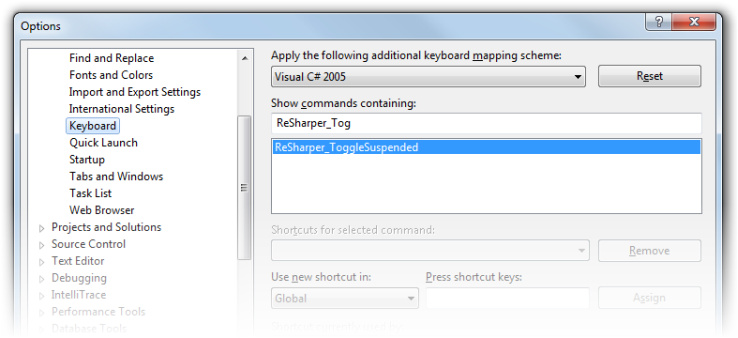 Options
Find and Replace
Fonts and Colors
Import and Export Settings
International Settings
Keyboard
Quick Launch
Startup
Tabs and Windows
Task List
Web Browser
Projects and Solutions
Source Control
Text Editor
Debugging
IntelliTrace
Performance Tools
Database Tools
Apply the following additional keyboard mapping scheme:
Visual C# 2005
Reset
Show commands containing:
ReSharper_Tog
ReSharper_ToggleSuspended
Shortcuts for selected command:
Remove
Use new shortcut in:
Press shortcut keys:
Global
Assign